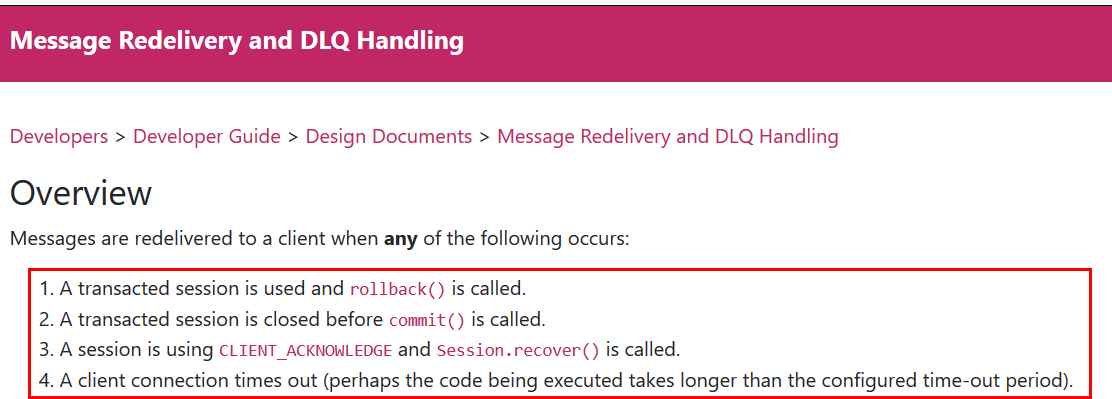 Message Redelivery and DLQ Handling
Developers > Developer Guide > Design Documents > Message Redelivery and DLQ Handling
Overview
Messages are redelivered to a client when any of the following occurs:
1. A transacted session is used and rollback() is called.
2. A transacted session is closed before commit() is called.
3. A session is using CLIENT_ACKNOWLEDGE and Session.recover() is called.
4. A client connection times out (perhaps the code being executed takes longer than the configured time-out period).